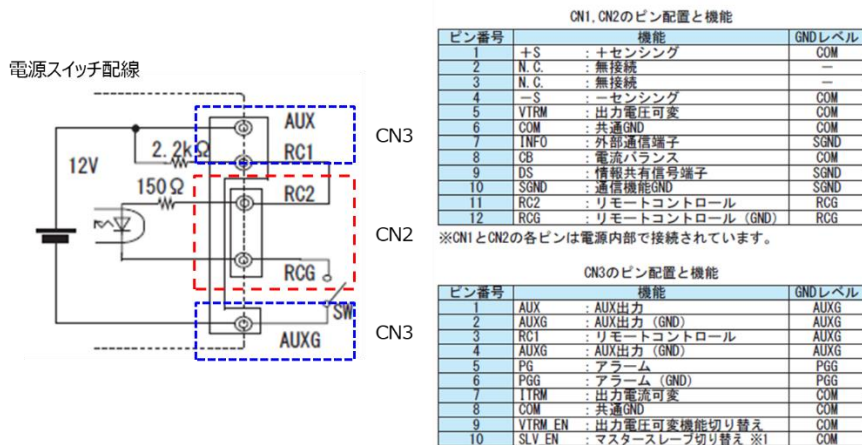 電源スイッチ配線
12V
2.2kΩ
150Ω
AUX
RC1
RC2
RCG
SW
AUXG
CN3
CN2
CN3
CN1, CN2のピン配置と機能
ピン番号 機能 GNDレベル
1 +S :+センシング COM
2 N.C. :無接続 －
3 N.C. :無接続 －
4 －S :－センシング COM
5 VTRM :出力電圧可変 COM
6 COM :共通GND COM
7 INFO :外部通信端子 SGND
8 CB :電流バランス COM
9 DS :情報共有信号端子 SGND
10 SGND :通信機能GND SGND
11 RC2 :リモートコントロール RCG
12 RCG :リモートコントロール (GND) RCG
※CN1とCN2の各ピンは電源内部で接続されています。
CN3のピン配置と機能
ピン番号 機能 GNDレベル
1 AUX :AUX出力 AUXG
2 AUXG :AUX出力 (GND) AUXG
3 RC1 :リモートコントロール AUXG
4 AUXG :AUX出力 (GND) AUXG
5 PG :アラーム PGG
6 PGG :アラーム (GND) PGG
7 ITRM :出力電流可変 COM
8 COM :共通GND COM
9 VTRM_EN :出力電圧可変機能切り替え COM
10 SLV_EN :マスタースレーブ切り替え ※1 COM